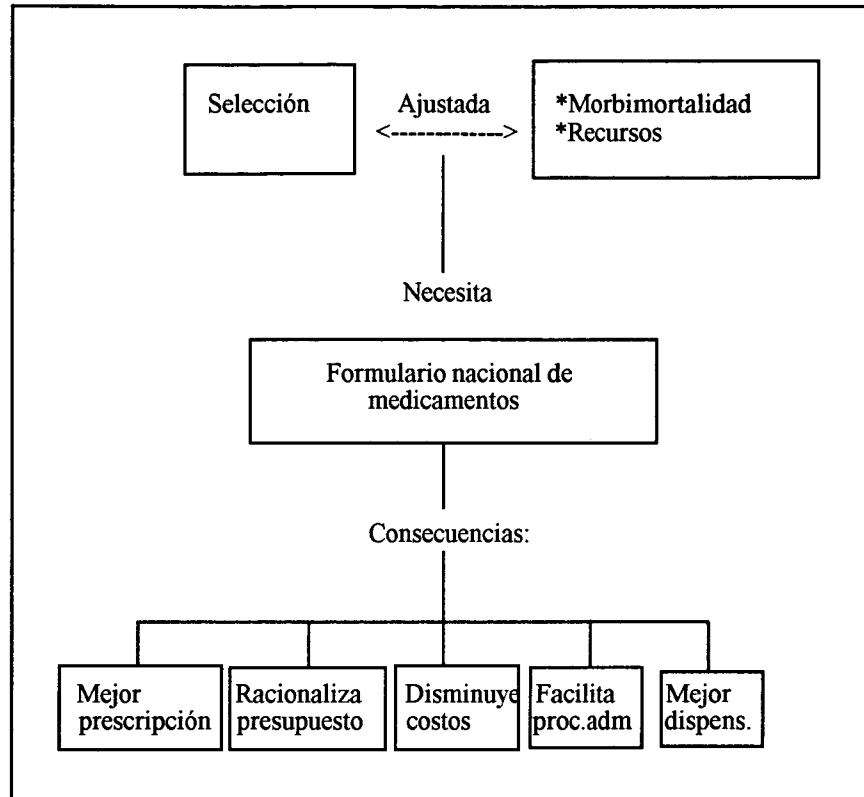 Selección
Ajustada
<---------->
*Morbimortalidad
*Recursos
Necesita
Formulario nacional de
medicamentos
Consecuencias:
Mejor
prescripción
Racionaliza
presupuesto
Disminuye
costos
Facilita
proc.adm
Mejor
dispens.